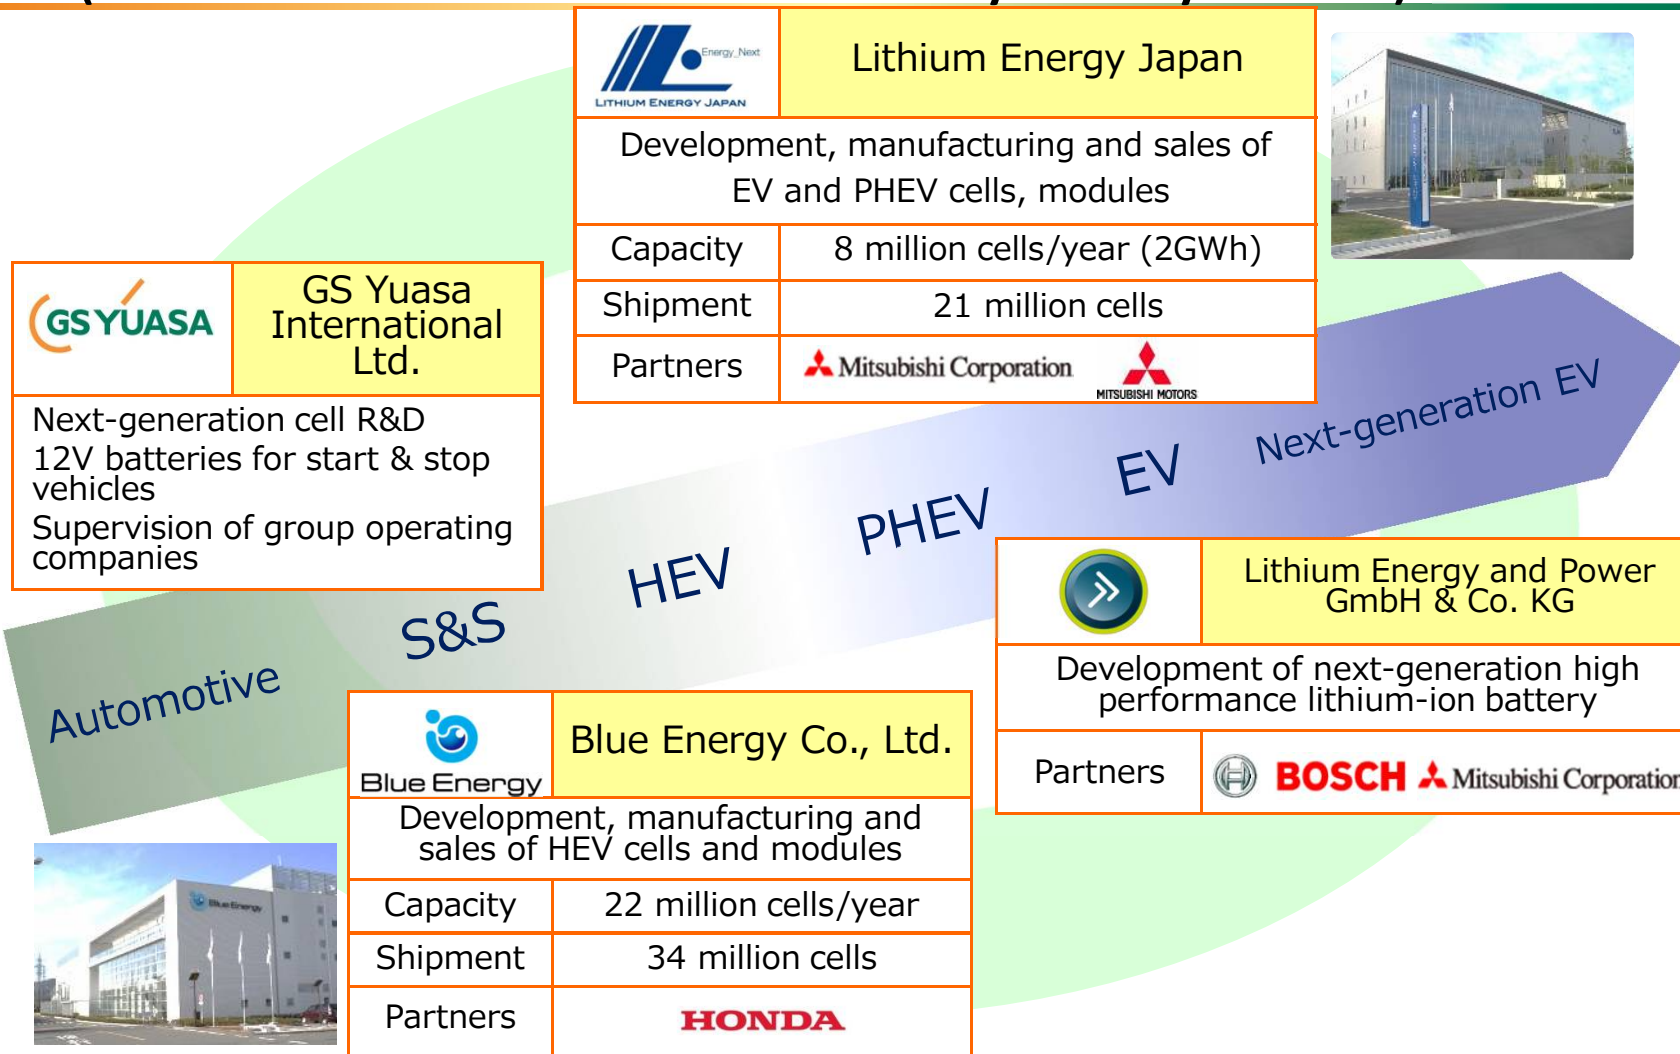 Energy_Next
LITHIUM ENERGY JAPAN
Lithium Energy Japan
Development, manufacturing and sales of
EV and PHEV cells, modules
Capacity
8 million cells/year (2GWh)
Shipment
21 million cells
Partners
Mitsubishi Corporation
MITSUBISHI MOTORS
GS YUASA
GS Yuasa
International
Ltd.
Next-generation cell R&D
12V batteries for start & stop
vehicles
Supervision of group operating
companies
Automotive
S&S
HEV
PHEV
EV
Next-generation EV
Lithium Energy and Power
GmbH & Co. KG
Development of next-generation high
performance lithium-ion battery
Partners
BOSCH
Mitsubishi Corporation
Blue Energy
Blue Energy Co., Ltd.
Development, manufacturing and
sales of HEV cells and modules
Capacity
22 million cells/year
Shipment
34 million cells
Partners
HONDA
Blue Energy